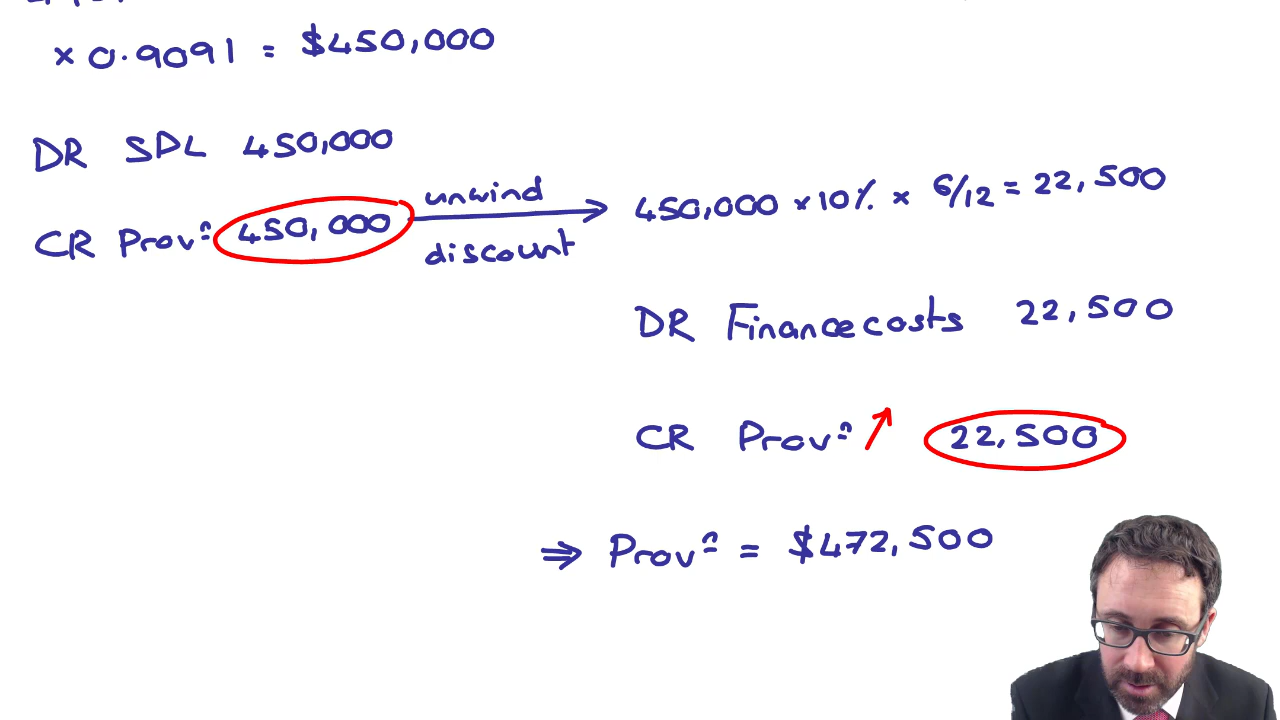 × 0.9091 = $450,000
DR SDL 450,000
CR Provⁿ 450,000
unwind
discount
450,000 × 10% × 6/12 = 22,500
DR Finance costs 22,500
CR Provⁿ ↗ 22,500
⇒ Provⁿ = $472,500